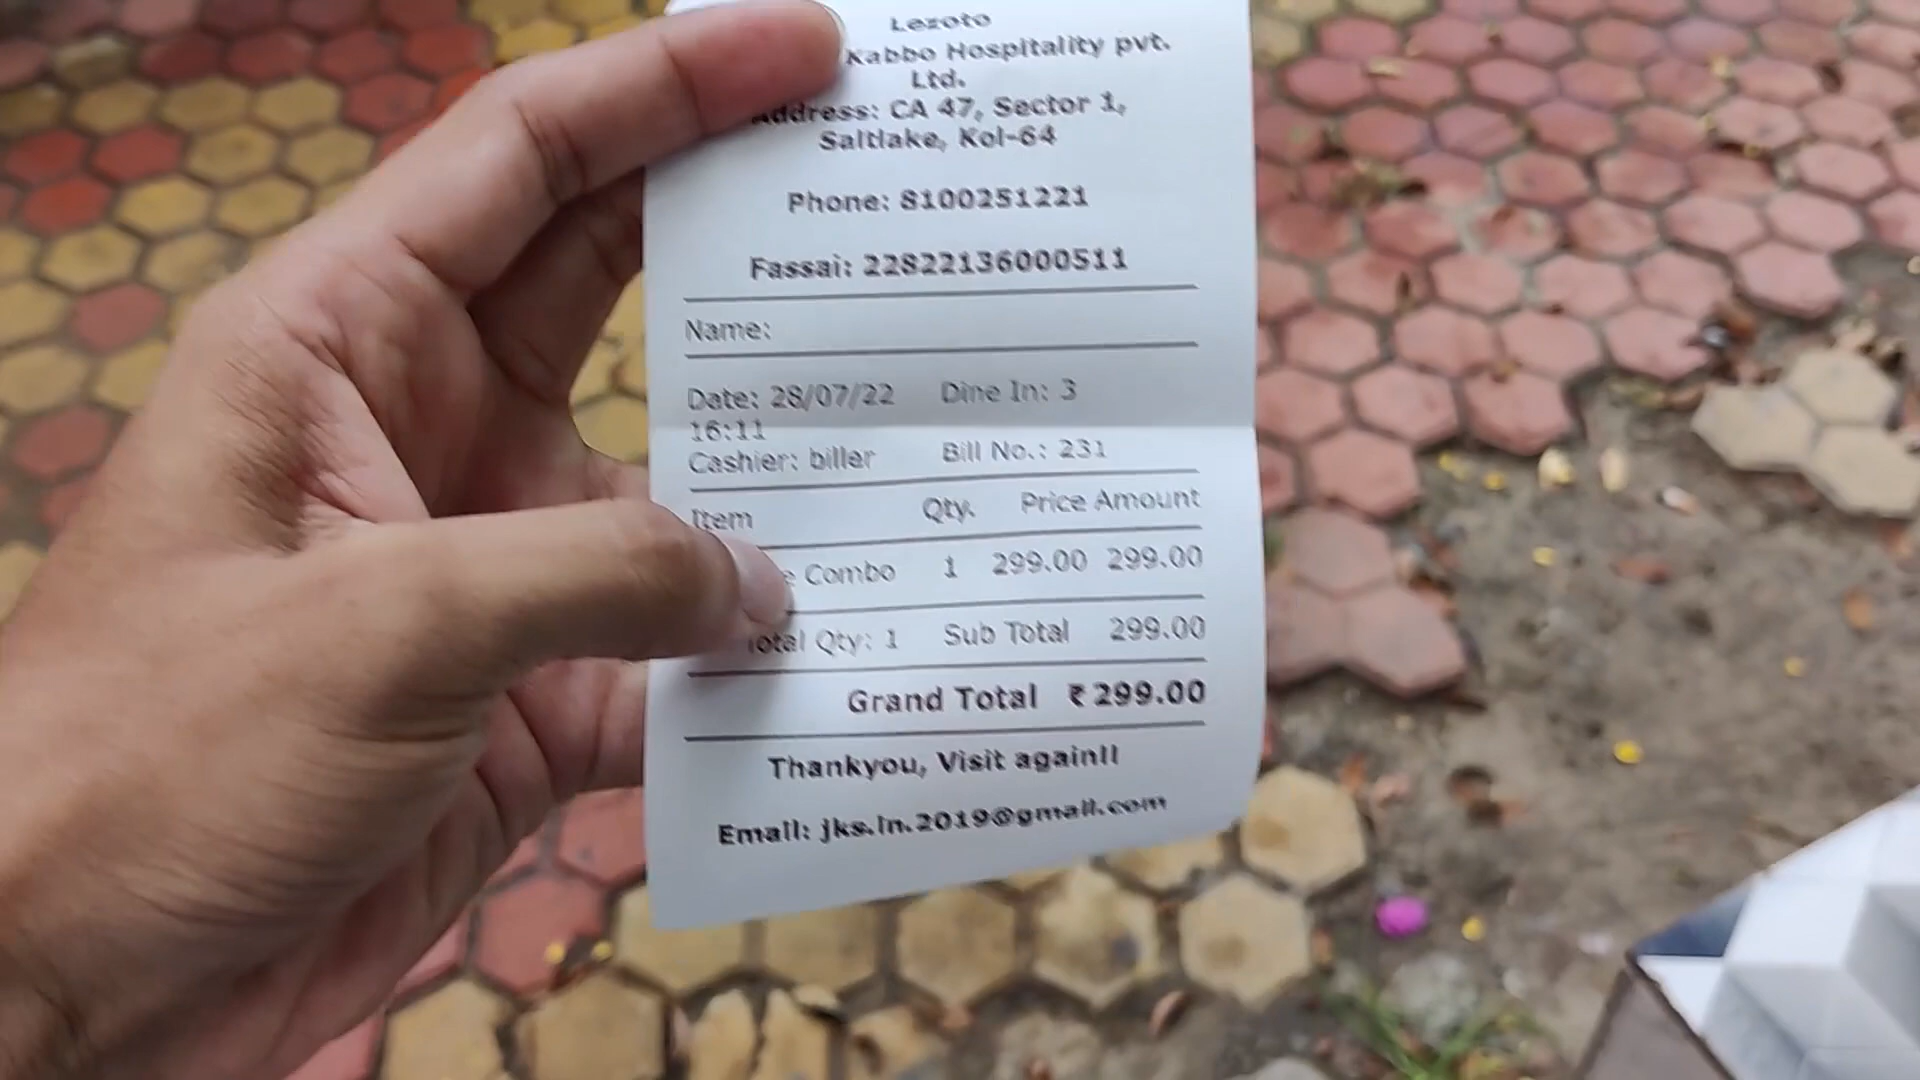 Lezoto
Kabbo Hospitality pvt.
Ltd.
Address: CA 47, Sector 1,
Saltlake, Kol-64
Phone: 8100251221
Fassai: 22822136000511
Name:
Date: 28/07/22 Dine In: 3
16:11
Cashier: biller Bill No.: 231
Item Qty. Price Amount
Combo 1 299.00 299.00
Total Qty: 1 Sub Total 299.00
Grand Total ₹299.00
Thankyou, Visit again!!
Email: jks.in.2019@gmail.com